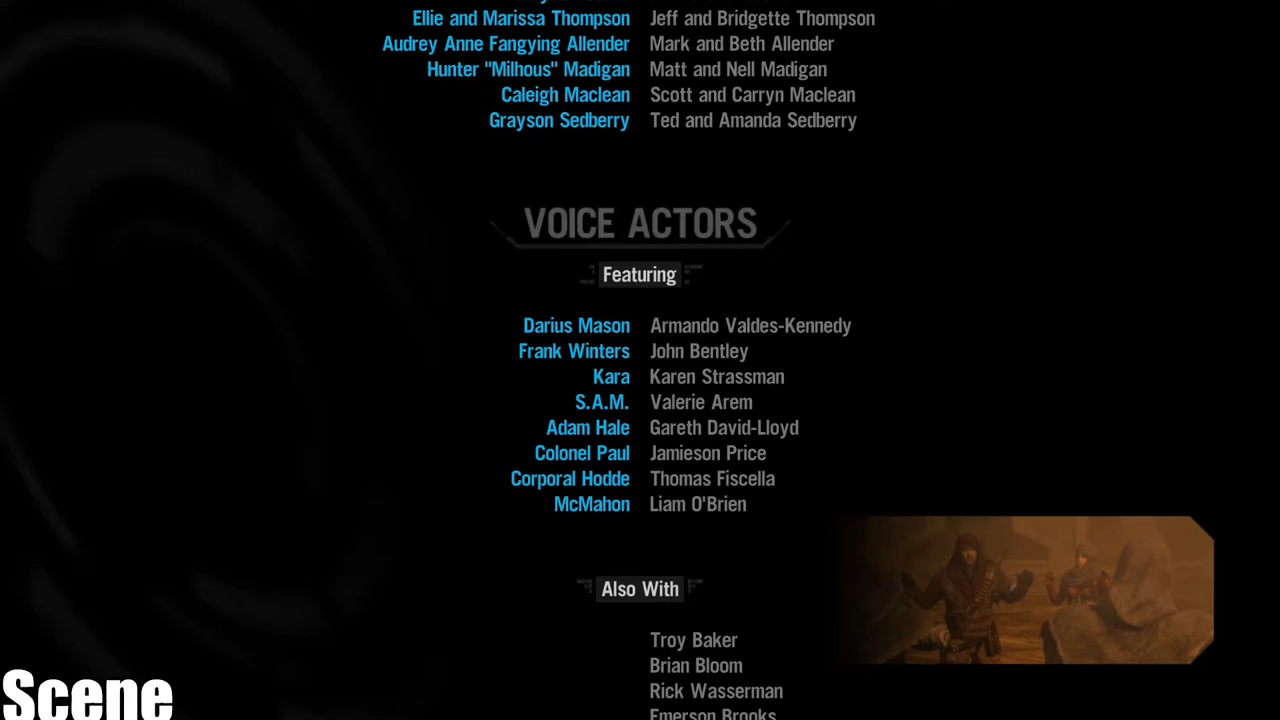 Ellie and Marissa Thompson Jeff and Bridgette Thompson
Audrey Anne Fangying Allender Mark and Beth Allender
Hunter "Milhous" Madigan Matt and Nell Madigan
Caleigh Maclean Scott and Carryn Maclean
Grayson Sedberry Ted and Amanda Sedberry
VOICE ACTORS
Featuring
Darius Mason Armando Valdes-Kennedy
Frank Winters John Bentley
Kara Karen Strassman
S.A.M. Valerie Arem
Adam Hale Gareth David-Lloyd
Colonel Paul Jamieson Price
Corporal Hodde Thomas Fiscella
McMahon Liam O'Brien
Also With
Troy Baker
Brian Bloom
Rick Wasserman
Emerson Brooks
Scene